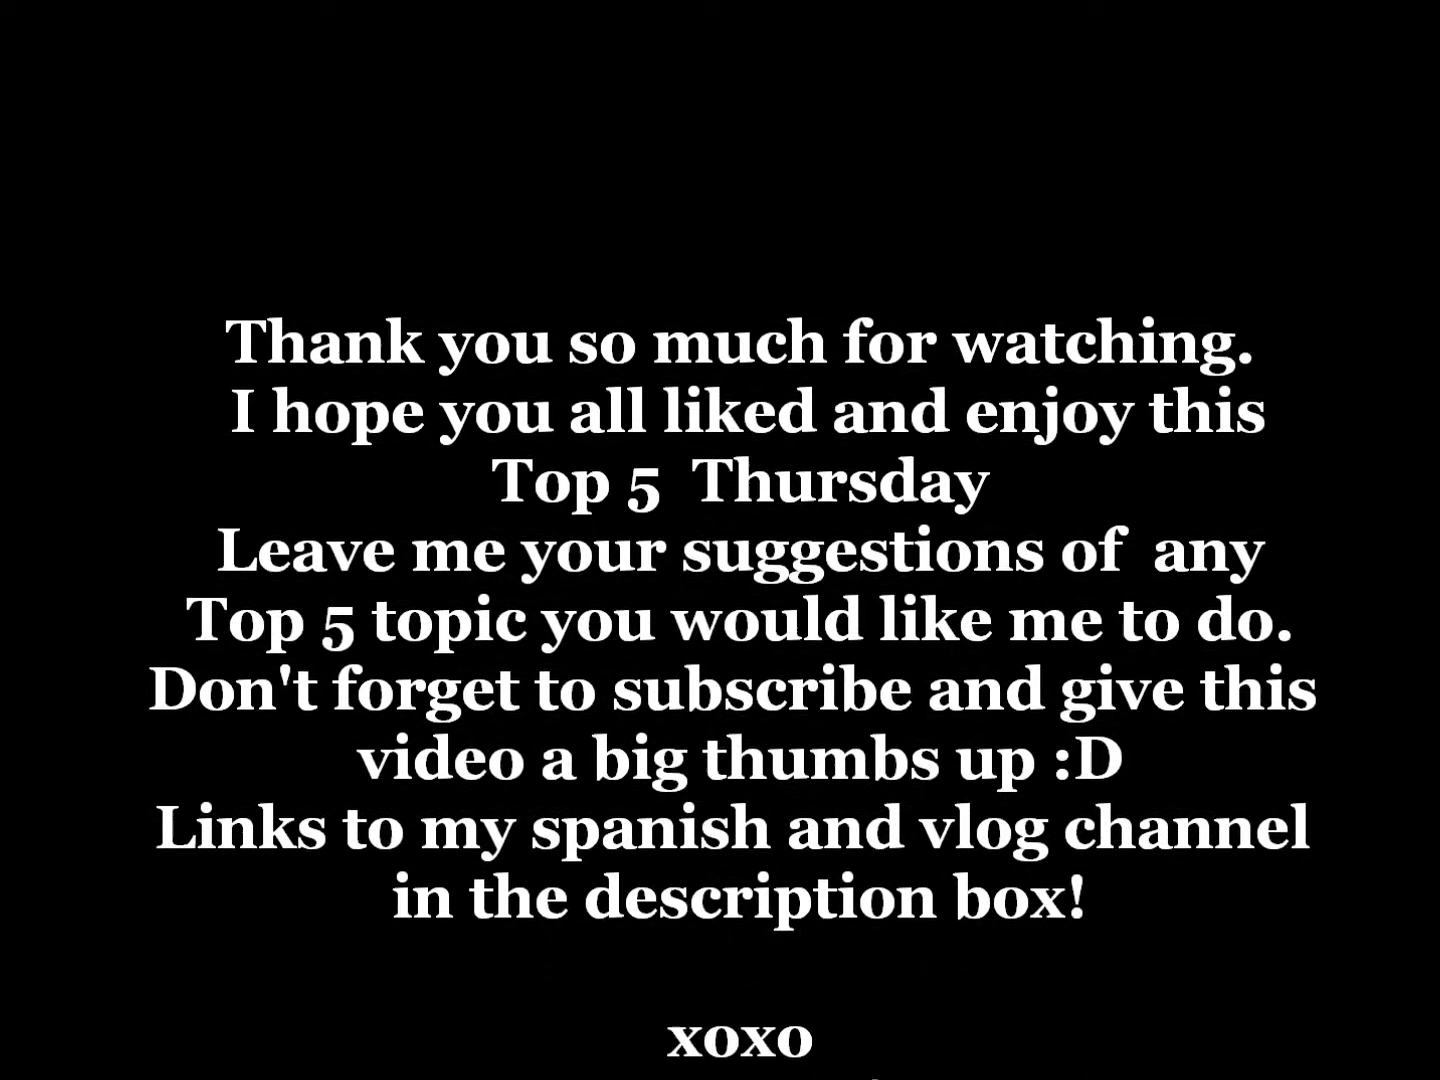 Thank you so much for watching.
I hope you all liked and enjoy this
Top 5 Thursday
Leave me your suggestions of any
Top 5 topic you would like me to do.
Don't forget to subscribe and give this
video a big thumbs up :D
Links to my spanish and vlog channel
in the description box!
xoxo